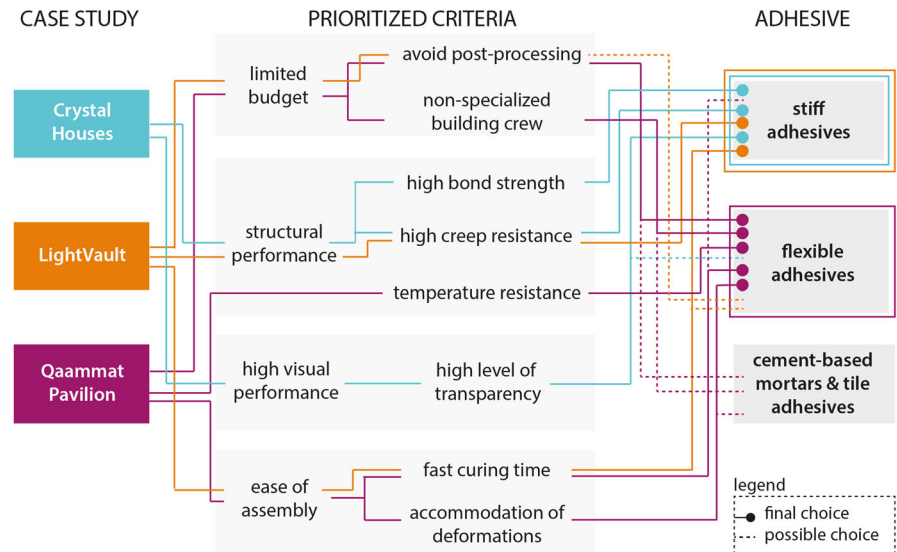 CASE STUDY
PRIORITIZED CRITERIA
ADHESIVE
Crystal
Houses
LightVault
Qaammat
Pavilion
limited
budget
avoid post-processing
non-specialized
building crew
structural
performance
high bond strength
high creep resistance
temperature resistance
high visual
performance
high level of
transparency
ease of
assembly
fast curing time
accommodation of
deformations
stiff
adhesives
flexible
adhesives
cement-based
mortars & tile
adhesives
legend
final choice
possible choice